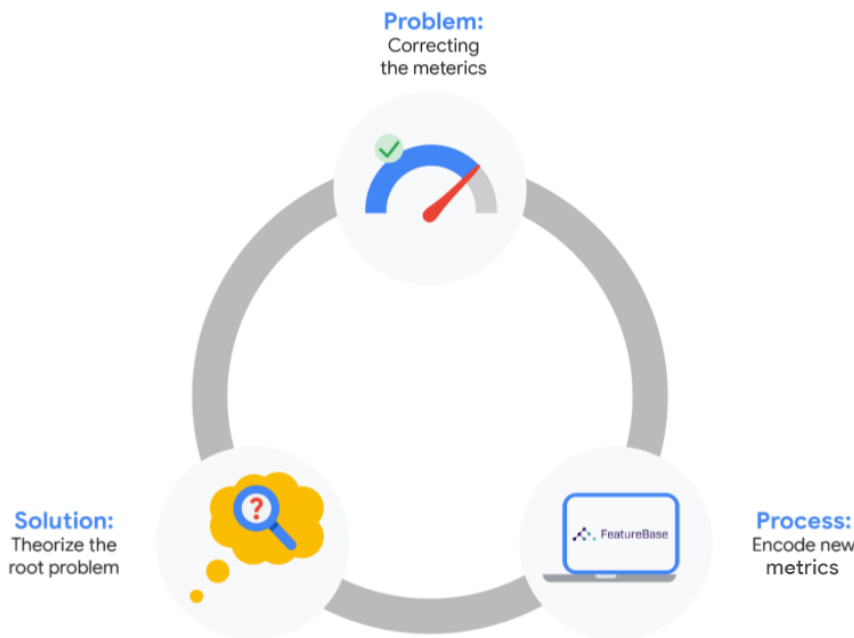 Problem:
Correcting
the meterics
?
Solution:
Theorize the
root problem
FeatureBase
Process:
Encode new
metrics